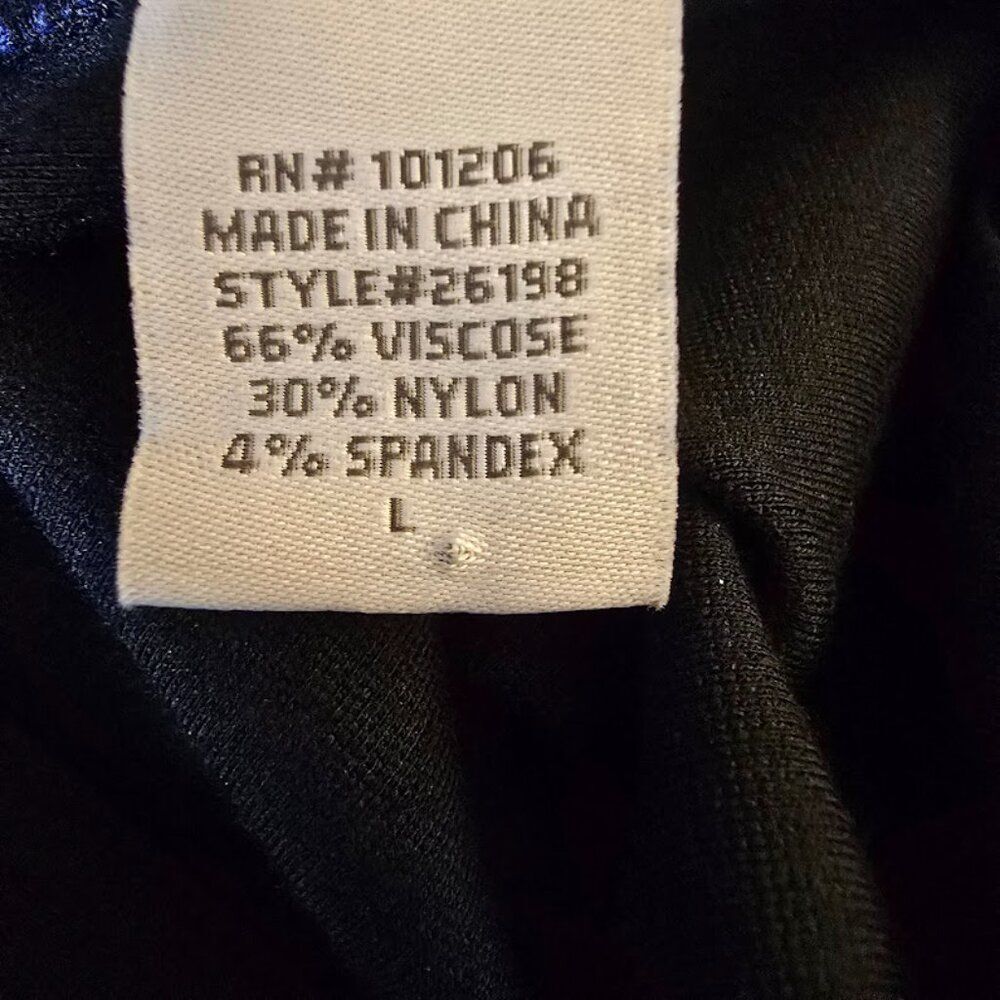 RN# 101206
MADE IN CHINA
STYLE#26198
66% VISCOSE
30% NYLON
4% SPANDEX
L